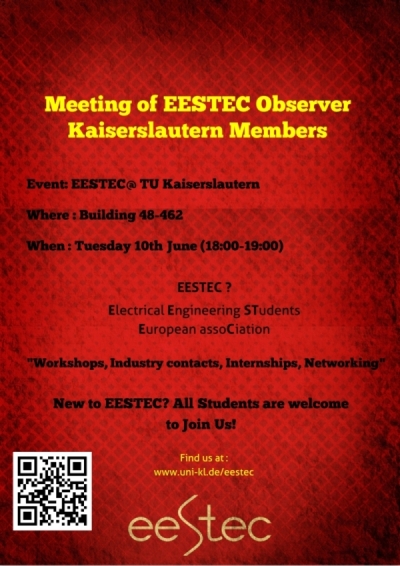 Meeting of EESTEC Observer
Kaiserslautern Members
Event: EESTEC@ TU Kaiserslautern
Where : Building 48-462
When : Tuesday 10th June (18:00-19:00)
EESTEC ?
Electrical Engineering STudents
European assoCiation
"Workshops, Industry contacts, Internships, Networking"
New to EESTEC? All Students are welcome
to Join Us!
Find us at :
www.uni-kl.de/eestec
eeStec